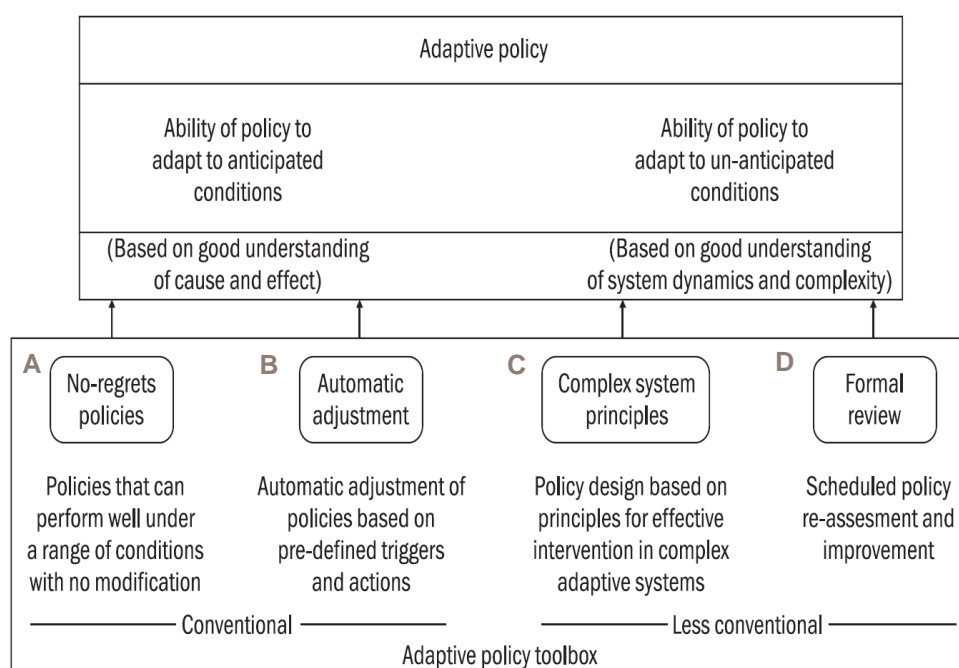 Adaptive policy
Ability of policy to
adapt to anticipated
conditions
Ability of policy to
adapt to un-anticipated
conditions
(Based on good understanding
of cause and effect)
(Based on good understanding
of system dynamics and complexity)
A
No-regrets
policies
Policies that can
perform well under
a range of conditions
with no modification
B
Automatic
adjustment
Automatic adjustment of
policies based on
pre-defined triggers
and actions
C
Complex system
principles
Policy design based on
principles for effective
intervention in complex
adaptive systems
D
Formal
review
Scheduled policy
re-assesment and
improvement
Conventional
Less conventional
Adaptive policy toolbox